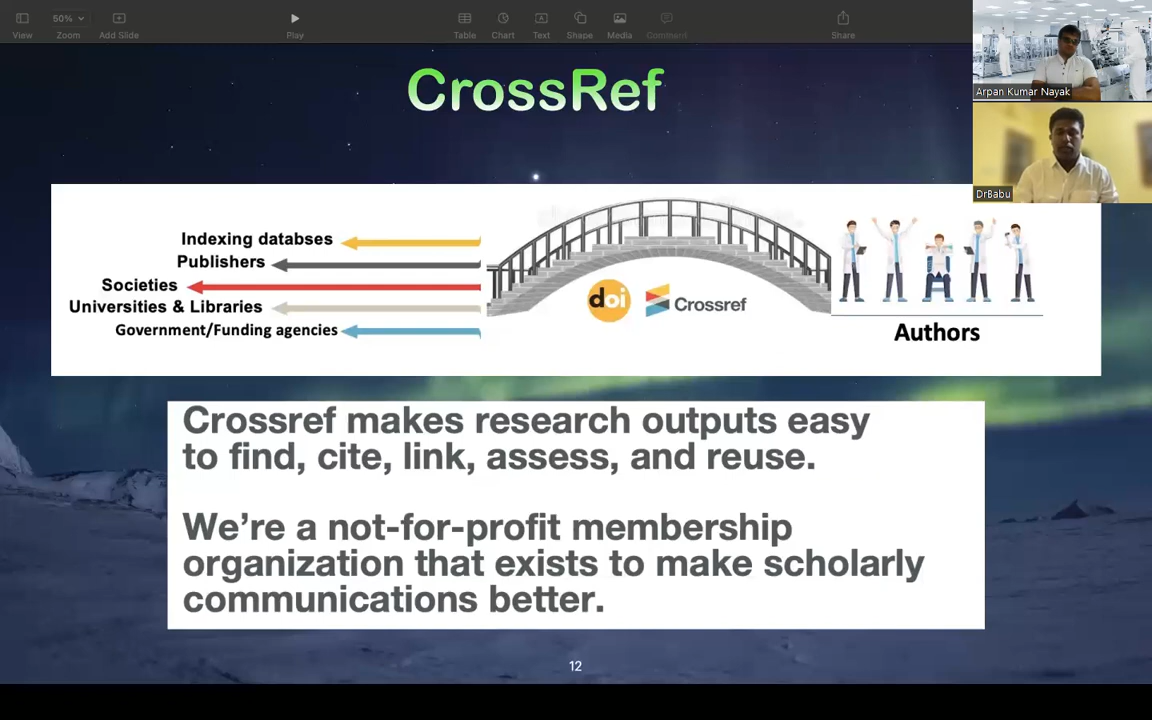 50%
View
Zoom
Add Slide
Play
Table
Chart
Text
Shape
Media
Comment
Share
Arpan Kumar Nayak
DrBabu
CrossRef
Indexing databses
Publishers
Societies
Universities & Libraries
Government/Funding agencies
doi
Crossref
Authors
Crossref makes research outputs easy
to find, cite, link, assess, and reuse.
We're a not-for-profit membership
organization that exists to make scholarly
communications better.
12